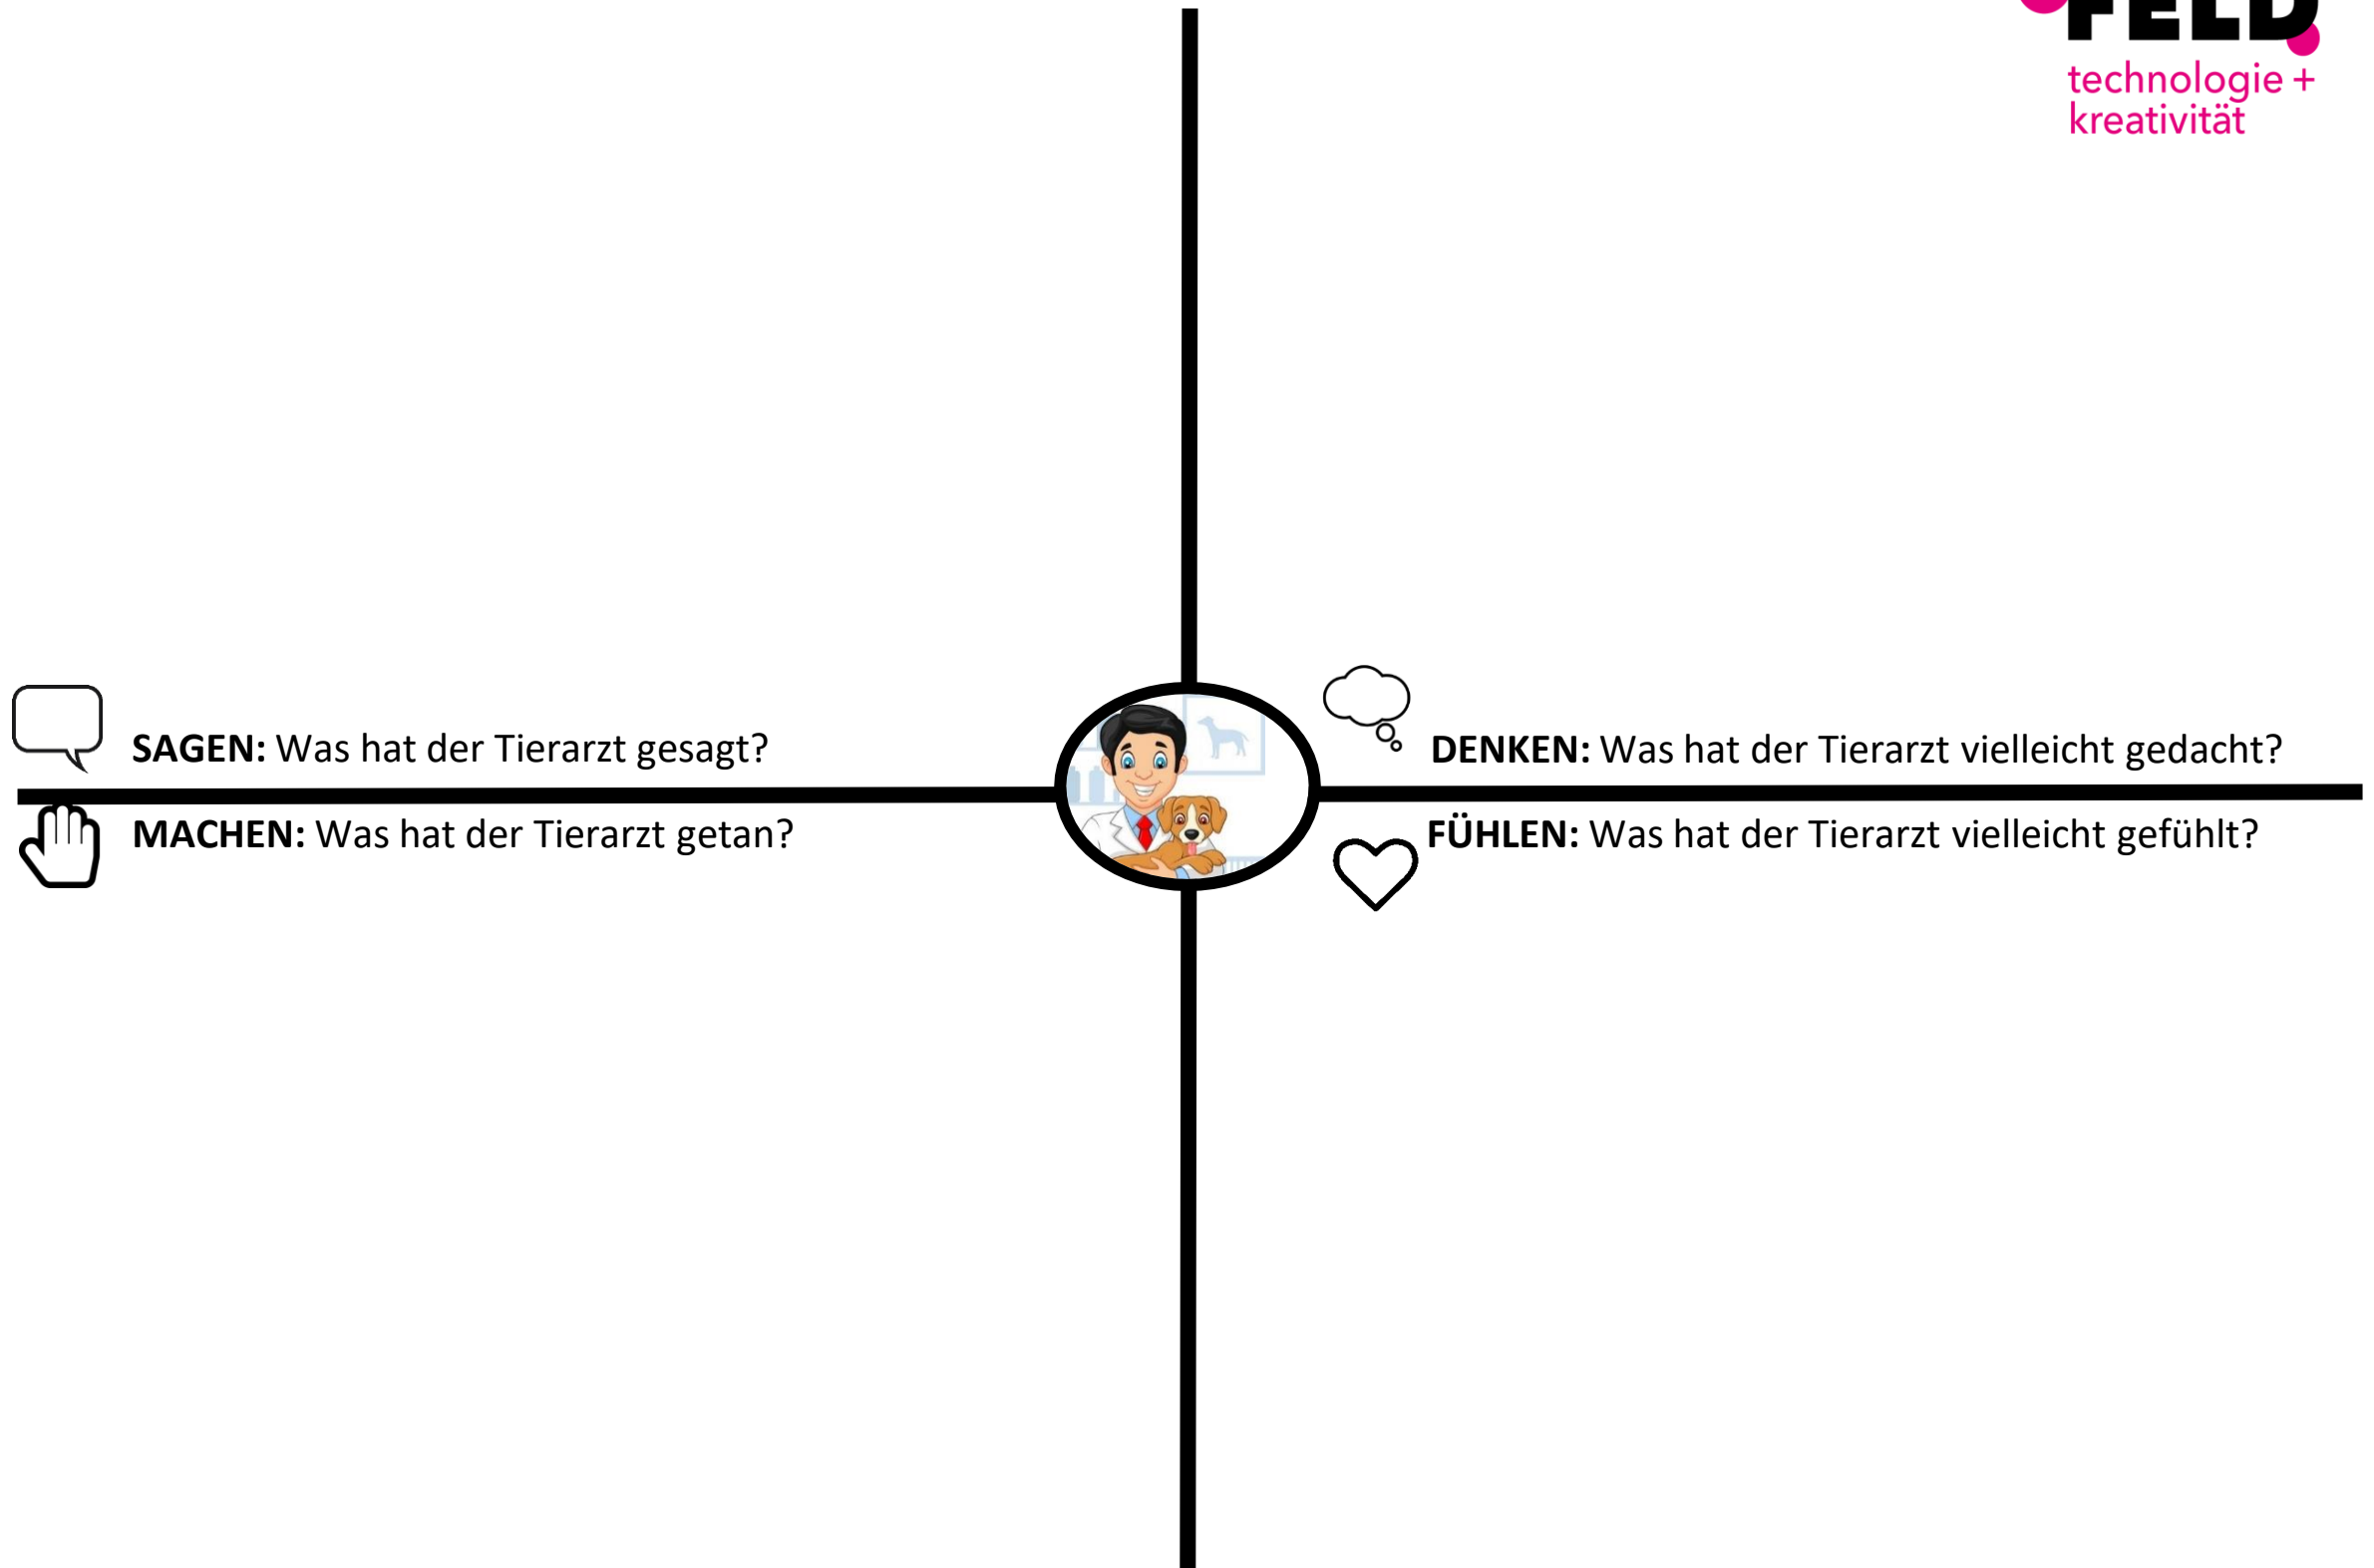 FELD
technologie +
kreativität
SAGEN: Was hat der Tierarzt gesagt?
DENKEN: Was hat der Tierarzt vielleicht gedacht?
MACHEN: Was hat der Tierarzt getan?
FÜHLEN: Was hat der Tierarzt vielleicht gefühlt?